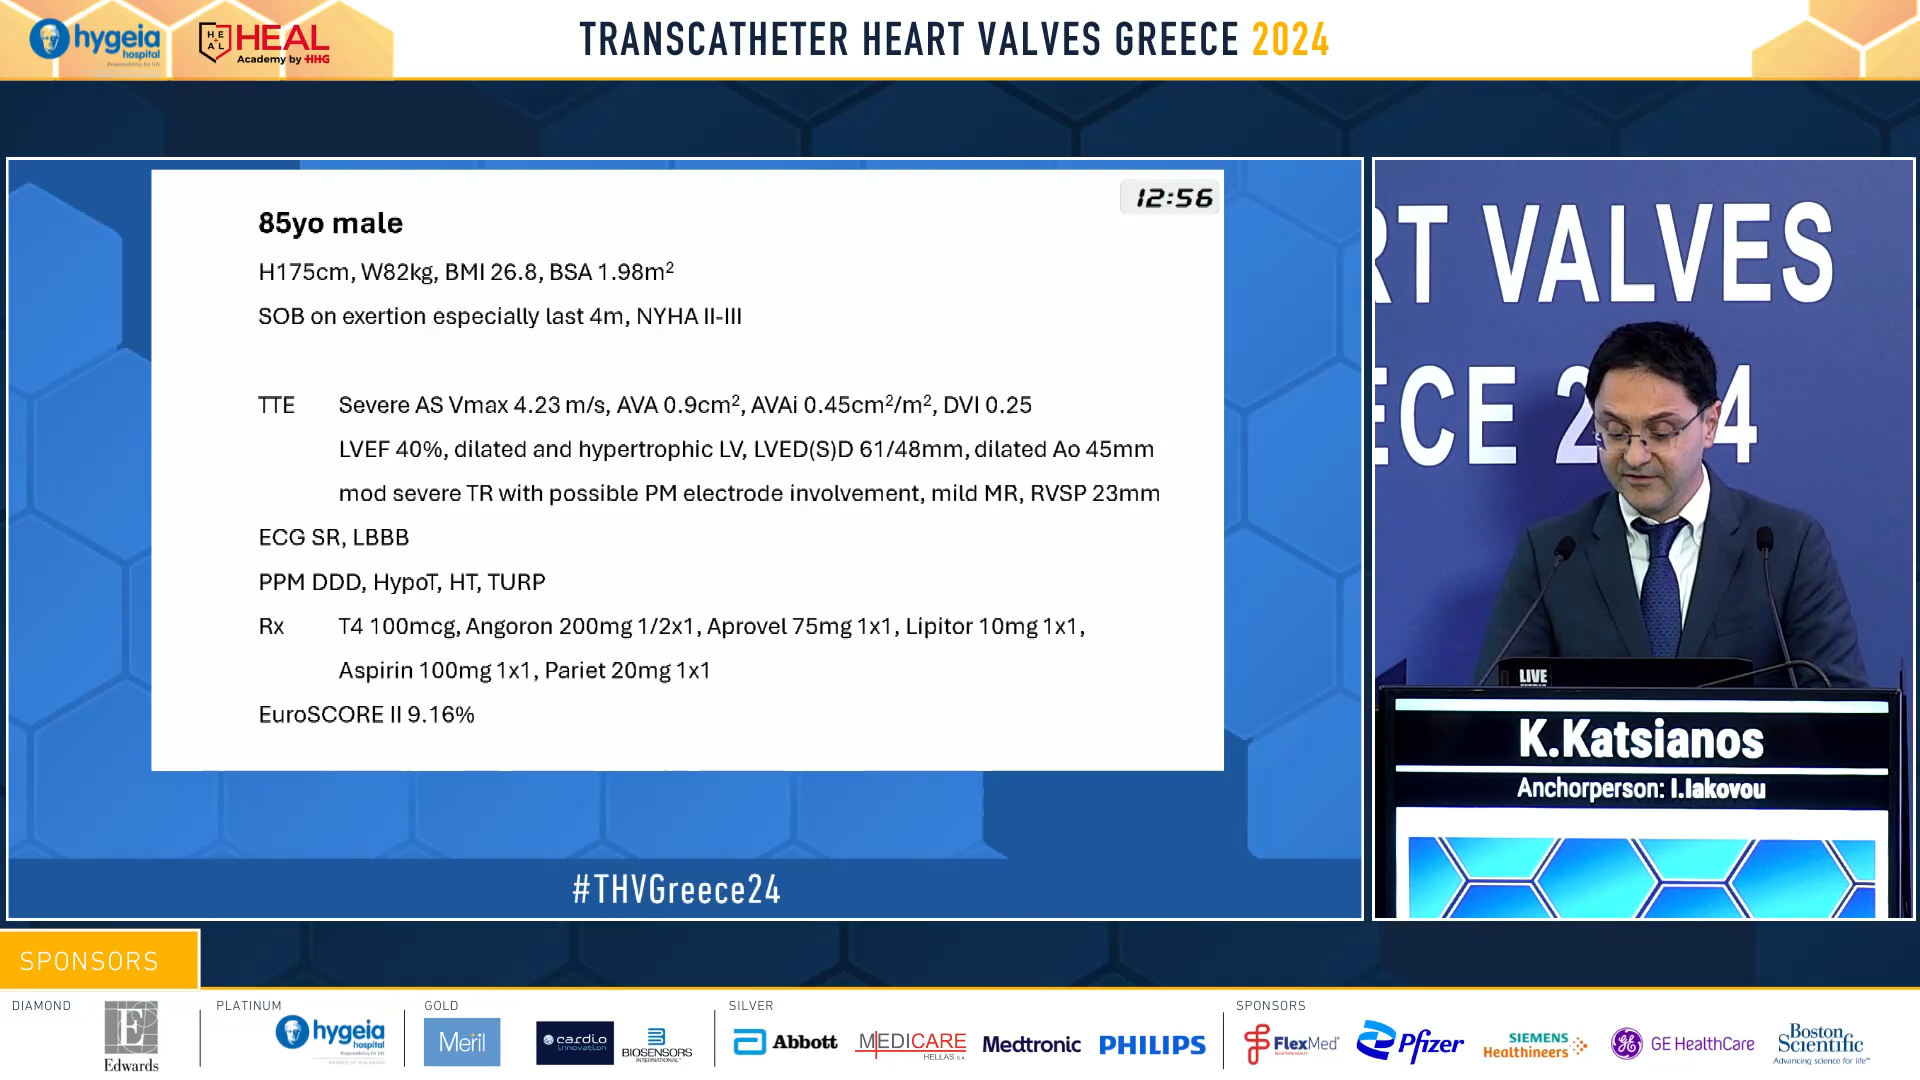 hygeia
hospital
HEAL
HEAL
Academy by HHG
TRANSCATHETER HEART VALVES GREECE 2024
12:56
85yo male
H175cm, W82kg, BMI 26.8, BSA 1.98m²
SOB on exertion especially last 4m, NYHA II-III
TTE Severe AS Vmax 4.23 m/s, AVA 0.9cm², AVAi 0.45cm²/m², DVI 0.25
LVEF 40%, dilated and hypertrophic LV, LVED(S)D 61/48mm, dilated Ao 45mm
mod severe TR with possible PM electrode involvement, mild MR, RVSP 23mm
ECG SR, LBBB
PPM DDD, HypoT, HT, TURP
Rx T4 100mcg, Angoron 200mg 1/2x1, Aprovel 75mg 1x1, Lipitor 10mg 1x1,
Aspirin 100mg 1x1, Pariet 20mg 1x1
EuroSCORE II 9.16%
#THVGreece24
RT VALVES
ECE 2 4
LIVE
K.Katsianos
Anchorperson: I.Iakovou
SPONSORS
DIAMOND
E
Edwards
PLATINUM
hygeia
hospital
GOLD
Meril
cardio
innovation
BIOSENSORS
INTERNATIONAL
SILVER
Abbott
MEDICARE
HELLAS S.A.
Medtronic
PHILIPS
SPONSORS
FlexMed
Pfizer
SIEMENS
Healthineers
GE HealthCare
Boston
Scientific
Advancing science for life™